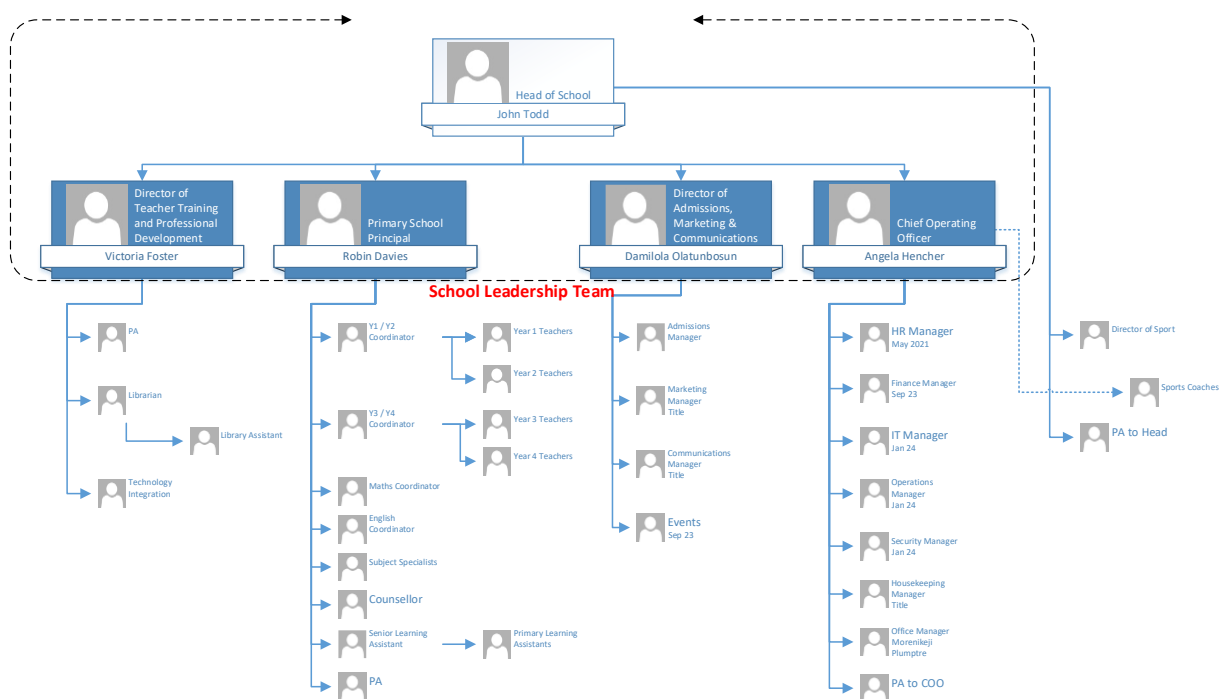 Head of School
John Todd
Director of
Teacher Training
and Professional
Development
Victoria Foster
Primary School
Principal
Robin Davies
Director of
Admissions,
Marketing &
Communications
Damilola Olatunbosun
Chief Operating
Officer
Angela Hencher
School Leadership Team
PA
Librarian
Library Assistant
Technology
Integration
Y1 / Y2
Coordinator
Year 1 Teachers
Year 2 Teachers
Y3 / Y4
Coordinator
Year 3 Teachers
Year 4 Teachers
Maths Coordinator
English
Coordinator
Subject Specialists
Counsellor
Senior Learning
Assistant
Primary Learning
Assistants
PA
Admissions
Manager
Marketing
Manager
Title
Communications
Manager
Title
Events
Sep 23
HR Manager
May 2021
Finance Manager
Sep 23
IT Manager
Jan 24
Operations
Manager
Jan 24
Security Manager
Jan 24
Housekeeping
Manager
Title
Office Manager
Morenikeji
Plumptre
PA to COO
Director of Sport
Sports Coaches
PA to Head